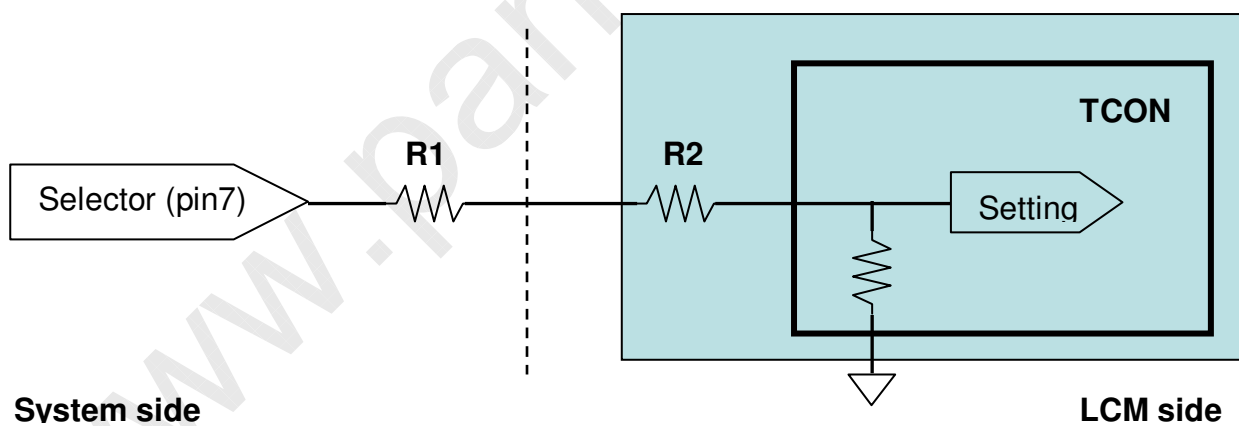 TCON
R1
R2
Selector (pin7)
Setting
System side
LCM side